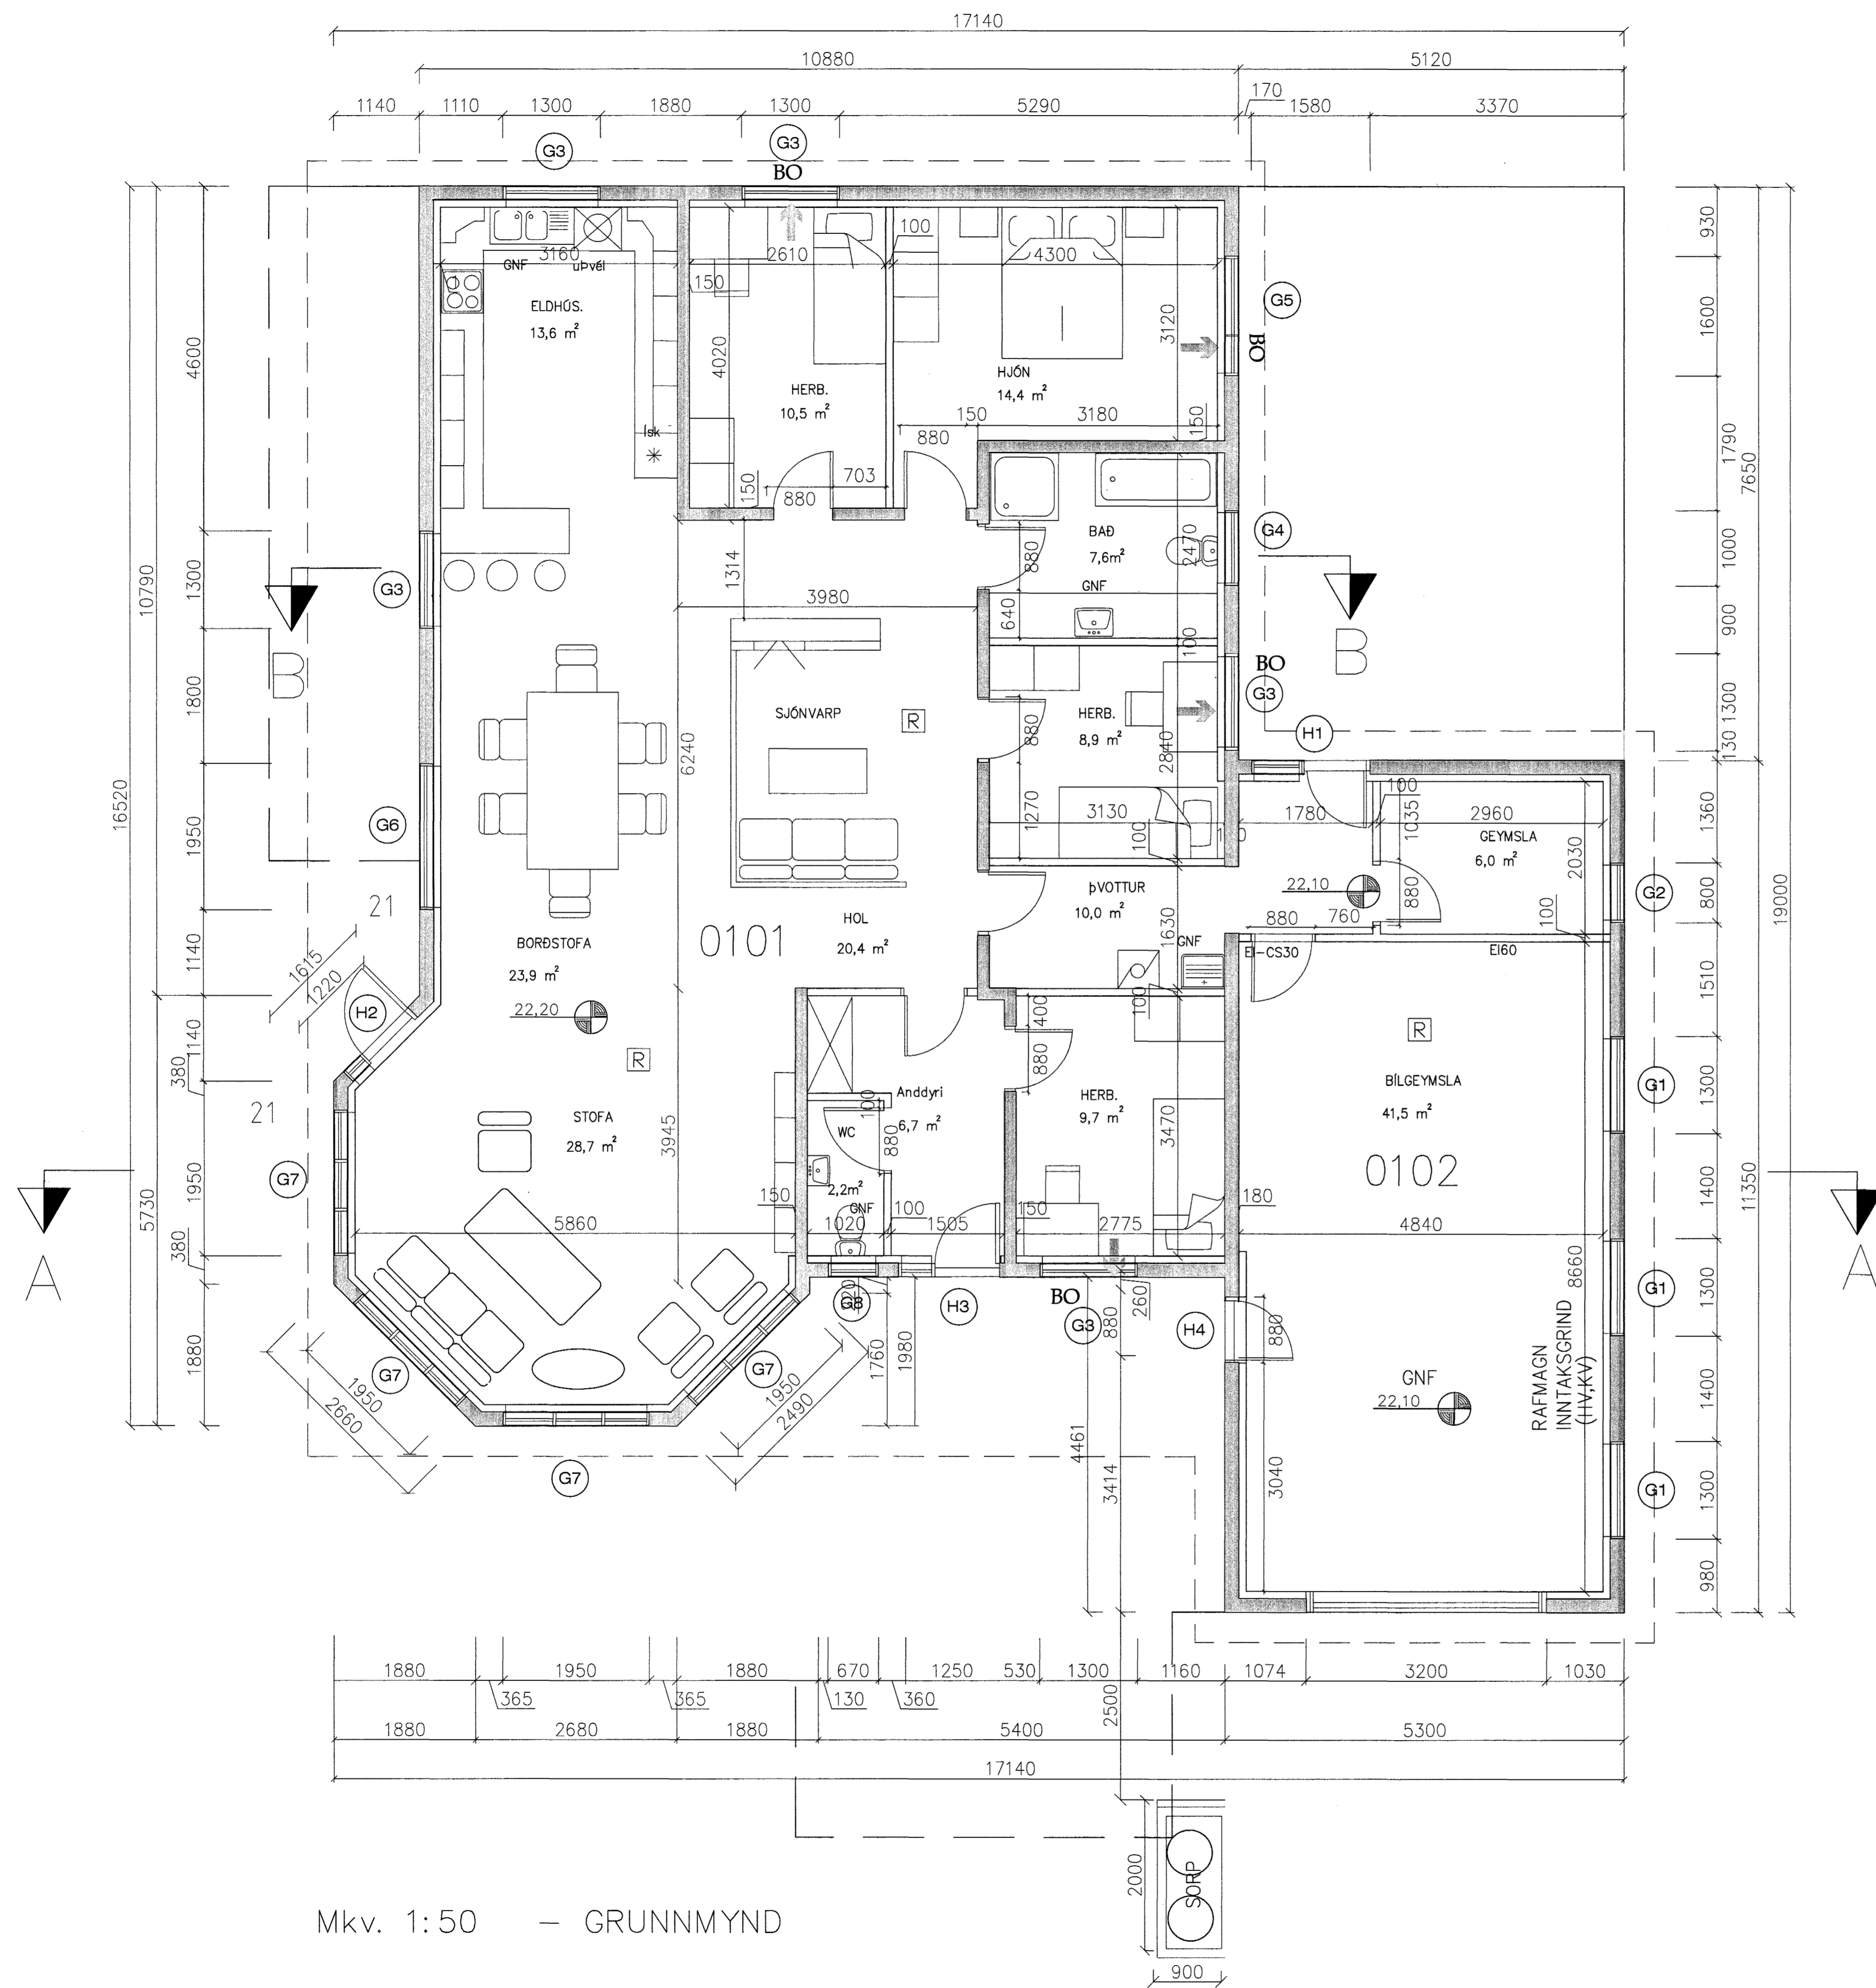 17140
10880 5120
1140 1110 1300 1880 1300 5290 170 1580 3370
G3 G3
BO
3160 2610 100 4300
GNF uþvél
150
ELDHÚS.
13,6 m²
4020
HERB.
10,5 m²
HJÓN
14,4 m²
3120
G5
BO
150 3180 150
880
Ísk
150 880 703
930
1600
1790
1000
900
1300
130
7650
19000
4600
1300
1800
1950
1140
1140
380
1950
380
1880
10790
5730
16520
BAÐ
7,6m²
2470
880
GNF
640
G4
G3
B
B
1314
3980
100
BO
G3
H1
SJÓNVARP
R
HERB.
8,9 m²
880
2840
6240
1270
3130
100
G6
1780
1035
100
2960
GEYMSLA
6,0 m²
2030
1360
800
G2
21
BORÐSTOFA
23,9 m²
0101
HOL
20,4 m²
þVOTTUR
10,0 m²
1630
22,10
880 760
880
100
GNF
EI-CS30
EI60
1510
1615
1220
H2
22,20
R
400
100
R
880
Anddyri
6,7 m²
HERB.
9,7 m²
3470
BÍLGEYMSLA
41,5 m²
1300
G1
21
STOFA
28,7 m²
3945
100
WC
880
2,2m²
GNF
0102
1400
11350
G7
A
A
150
5860
1020
100
1505
150
2775
180
4840
8660
G8
H3
BO
G3
260
880
H4
880
1300
G1
1760
1980
G7
G7
1950
2660
1950
2490
GNF
22,10
RAFMAGN
INNTAKSGRIND
(HV,KV)
1400
4461
3414
3040
G7
1300
G1
980
1880 1950 1880 670 1250 530 1300 1160 1074 3200 1030
365 365 130 360
2500
1880 2680 1880 5400 5300
17140
2000
SORP
900
Mkv. 1:50 – GRUNNMYND